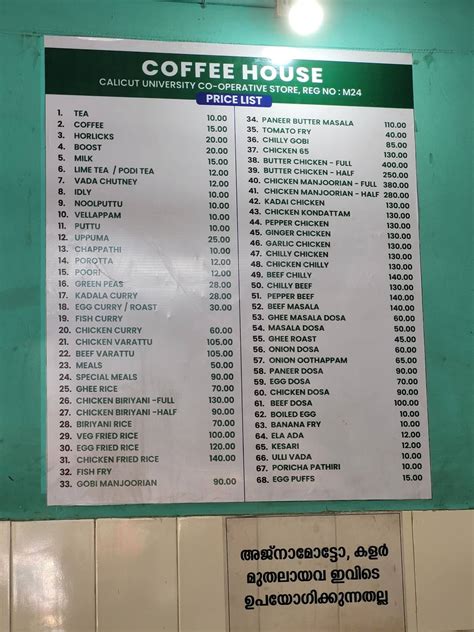 COFFEE HOUSE
CALICUT UNIVERSITY CO-OPERATIVE STORE, REG NO : M24
PRICE LIST
1. TEA 10.00
2. COFFEE 15.00
3. HORLICKS 20.00
4. BOOST 20.00
5. MILK 15.00
6. LIME TEA / PODI TEA 12.00
7. VADA CHUTNEY 12.00
8. IDLY 10.00
9. NOOLPUTTU 10.00
10. VELLAPPAM 10.00
11. PUTTU 10.00
12. UPPUMA 25.00
13. CHAPPATHI 10.00
14. POROTTA 12.00
15. POORI 12.00
16. GREEN PEAS 28.00
17. KADALA CURRY 28.00
18. EGG CURRY / ROAST 30.00
19. FISH CURRY
20. CHICKEN CURRY 60.00
21. CHICKEN VARATTU 105.00
22. BEEF VARATTU 105.00
23. MEALS 50.00
24. SPECIAL MEALS 90.00
25. GHEE RICE 70.00
26. CHICKEN BIRIYANI -FULL 130.00
27. CHICKEN BIRIYANI -HALF 90.00
28. BIRIYANI RICE 70.00
29. VEG FRIED RICE 100.00
30. EGG FRIED RICE 120.00
31. CHICKEN FRIED RICE 140.00
32. FISH FRY
33. GOBI MANJOORIAN 90.00
34. PANEER BUTTER MASALA 110.00
35. TOMATO FRY 40.00
36. CHILLY GOBI 85.00
37. CHICKEN 65 130.00
38. BUTTER CHICKEN - FULL 400.00
39. BUTTER CHICKEN - HALF 250.00
40. CHICKEN MANJOORIAN - FULL 380.00
41. CHICKEN MANJOORIAN - HALF 280.00
42. KADAI CHICKEN 130.00
43. CHICKEN KONDATTAM 130.00
44. PEPPER CHICKEN 130.00
45. GINGER CHICKEN 130.00
46. GARLIC CHICKEN 130.00
47. CHILLY CHICKEN 130.00
48. CHICKEN CHILLY 130.00
49. BEEF CHILLY 140.00
50. CHILLY BEEF 130.00
51. PEPPER BEEF 140.00
52. BEEF MASALA 140.00
53. GHEE MASALA DOSA 60.00
54. MASALA DOSA 60.00
55. GHEE ROAST 45.00
56. ONION DOSA 60.00
57. ONION OOTHAPPAM 65.00
58. PANEER DOSA 90.00
59. EGG DOSA 70.00
60. CHICKEN DOSA 90.00
61. BEEF DOSA 100.00
62. BOILED EGG 12.00
63. BANANA FRY 12.00
64. ELA ADA 12.00
65. KESARI 12.00
66. ULLI VADA 10.00
67. PORICHA PATHIRI 10.00
68. EGG PUFFS 15.00
അജ്നാമോട്ടോ, കളർ
മുതലായവ ഇവിടെ
ഉപയോഗിക്കുന്നതല്ല